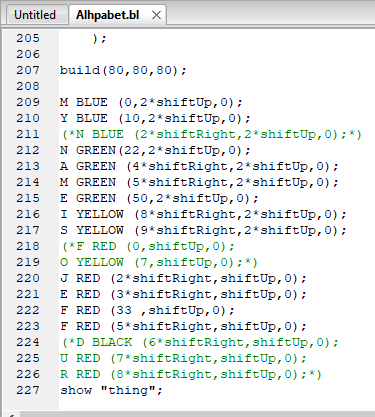 Untitled Alhpabet.bl
205 );
206
207 build(80,80,80);
208
209 M BLUE (0,2*shiftUp,0);
210 Y BLUE (10,2*shiftUp,0);
211 (*N BLUE (2*shiftRight,2*shiftUp,0);*)
212 N GREEN(22,2*shiftUp,0);
213 A GREEN (4*shiftRight,2*shiftUp,0);
214 M GREEN (5*shiftRight,2*shiftUp,0);
215 E GREEN (50,2*shiftUp,0);
216 I YELLOW (8*shiftRight,2*shiftUp,0);
217 S YELLOW (9*shiftRight,2*shiftUp,0);
218 (*F RED (0,shiftUp,0);
219 O YELLOW (7,shiftUp,0);*)
220 J RED (2*shiftRight,shiftUp,0);
221 E RED (3*shiftRight,shiftUp,0);
222 F RED (33 ,shiftUp,0);
223 F RED (5*shiftRight,shiftUp,0);
224 (*D BLACK (6*shiftRight,shiftUp,0);
225 U RED (7*shiftRight,shiftUp,0);
226 R RED (8*shiftRight,shiftUp,0);*)
227 show "thing";